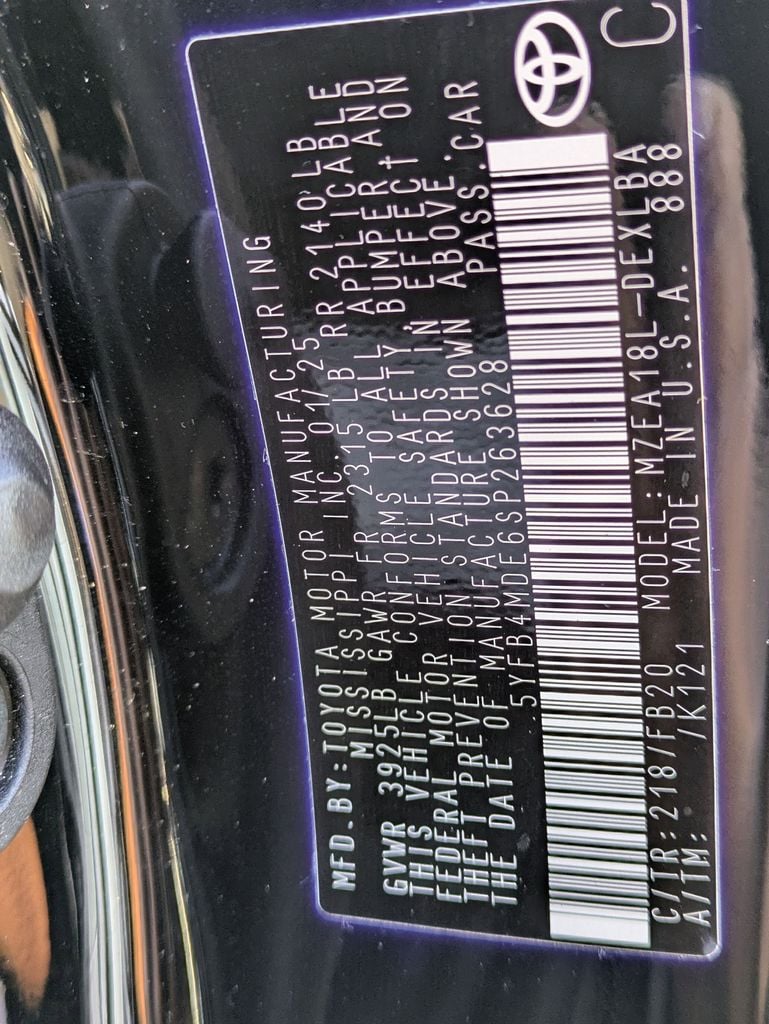 MFD.BY:TOYOTA MOTOR MANUFACTURING
MISSISSIPPI INC.01/25
GVWR 3925LB GAWR FR 2315 LB RR 2140 LB
THIS VEHICLE CONFORMS TO ALL APPLICABLE
FEDERAL MOTOR VEHICLE SAFETY, BUMPER, AND
THEFT PREVENTION STANDARDS IN EFFECT ON
THE DATE OF MANUFACTURE SHOWN ABOVE.
5YFB4MDE6SP263628 PASS.CAR
C/TR:218/FB20 MODEL:MZEA18L-DEXLBA
A/TM: /K121 MADE IN U.S.A. 888
C